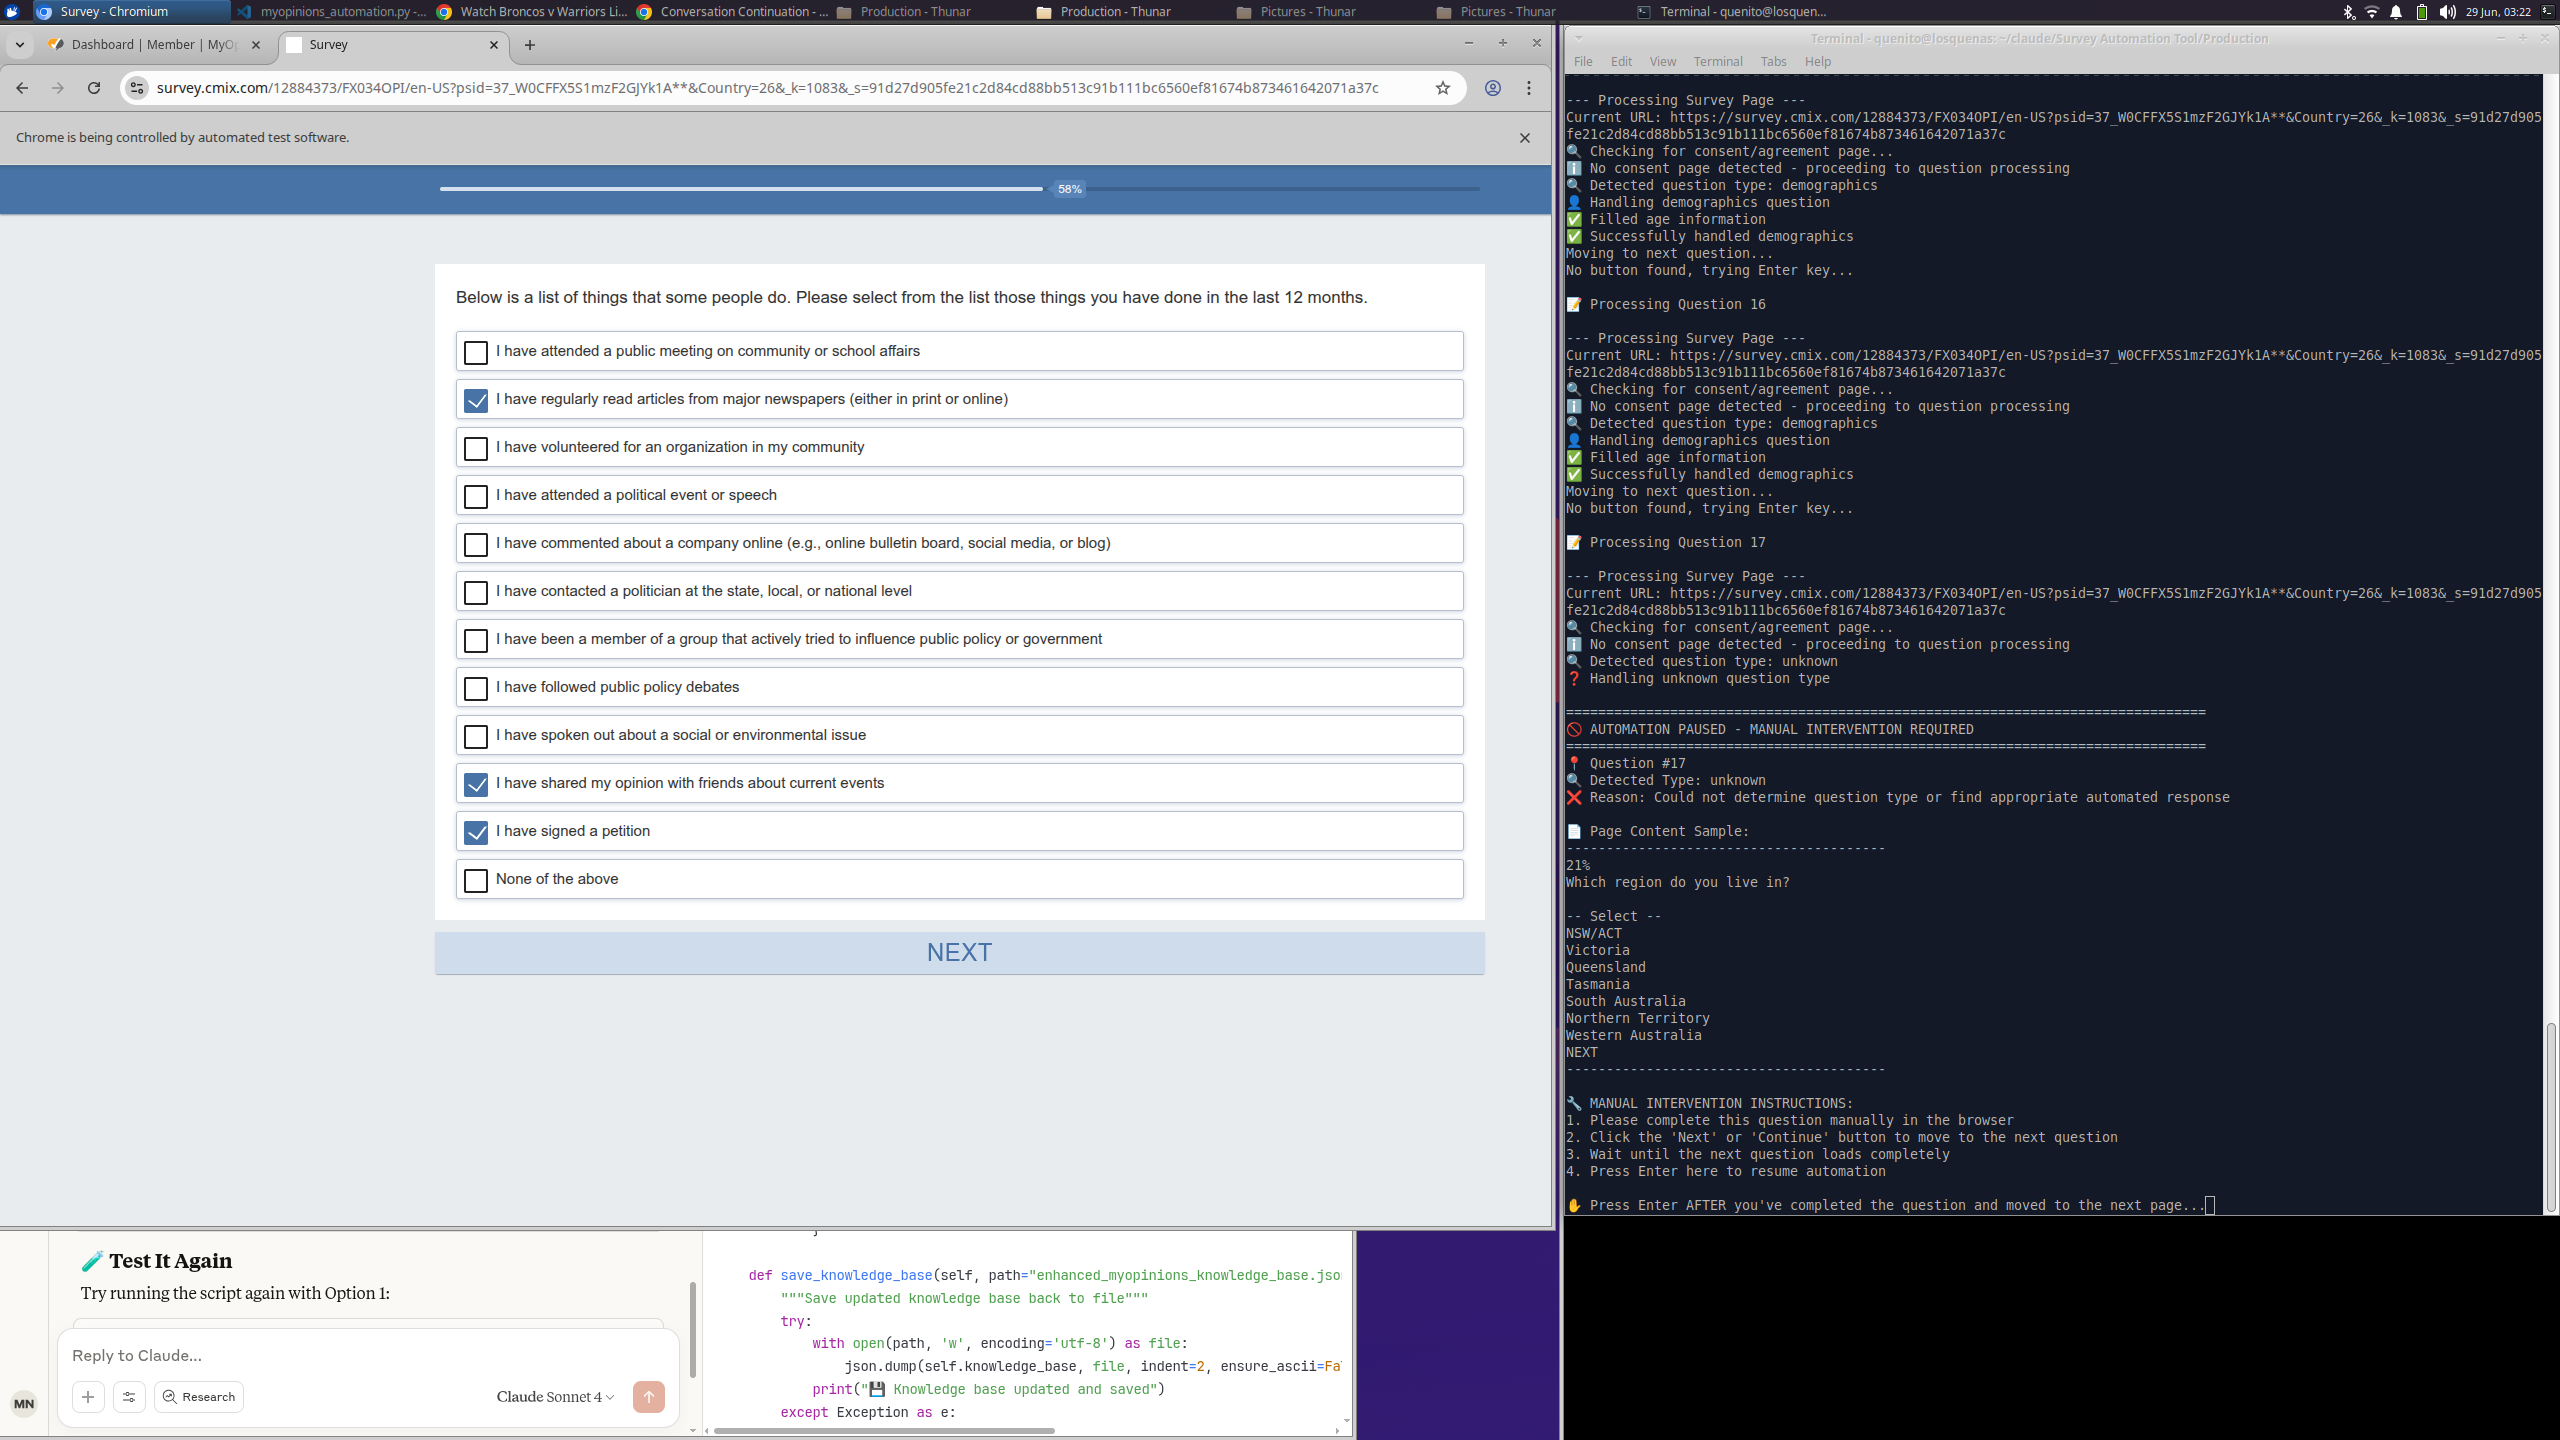 Survey - Chromium
myopinions_automation.py -...
Watch Broncos v Warriors Li...
Conversation Continuation - ...
Production - Thunar
Production - Thunar
Pictures - Thunar
Pictures - Thunar
Terminal - quenito@losquen...
29 Jun, 03:22
Dashboard | Member | MyO
Survey
survey.cmix.com/12884373/FX034OPI/en-US?psid=37_W0CFFX5S1mzF2GJYk1A**&Country=26&_k=1083&_s=91d27d905fe21c2d84cd88bb513c91b111bc6560ef81674b873461642071a37c
Chrome is being controlled by automated test software.
58%
Below is a list of things that some people do. Please select from the list those things you have done in the last 12 months.
I have attended a public meeting on community or school affairs
I have regularly read articles from major newspapers (either in print or online)
I have volunteered for an organization in my community
I have attended a political event or speech
I have commented about a company online (e.g., online bulletin board, social media, or blog)
I have contacted a politician at the state, local, or national level
I have been a member of a group that actively tried to influence public policy or government
I have followed public policy debates
I have spoken out about a social or environmental issue
I have shared my opinion with friends about current events
I have signed a petition
None of the above
NEXT
🧪 Test It Again
Try running the script again with Option 1:
Reply to Claude...
Research
Claude Sonnet 4
MN
def save_knowledge_base(self, path="enhanced_myopinions_knowledge_base.jso
"""Save updated knowledge base back to file"""
try:
with open(path, 'w', encoding='utf-8') as file:
json.dump(self.knowledge_base, file, indent=2, ensure_ascii=Fa
print("💾 Knowledge base updated and saved")
except Exception as e:
Terminal - quenito@losquenas: ~/claude/Survey Automation Tool/Production
File Edit View Terminal Tabs Help
--- Processing Survey Page ---
Current URL: https://survey.cmix.com/12884373/FX034OPI/en-US?psid=37_W0CFFX5S1mzF2GJYk1A**&Country=26&_k=1083&_s=91d27d905
fe21c2d84cd88bb513c91b111bc6560ef81674b873461642071a37c
🔍 Checking for consent/agreement page...
ℹ️ No consent page detected - proceeding to question processing
🔍 Detected question type: demographics
👤 Handling demographics question
✅ Filled age information
✅ Successfully handled demographics
Moving to next question...
No button found, trying Enter key...
📝 Processing Question 16
--- Processing Survey Page ---
Current URL: https://survey.cmix.com/12884373/FX034OPI/en-US?psid=37_W0CFFX5S1mzF2GJYk1A**&Country=26&_k=1083&_s=91d27d905
fe21c2d84cd88bb513c91b111bc6560ef81674b873461642071a37c
🔍 Checking for consent/agreement page...
ℹ️ No consent page detected - proceeding to question processing
🔍 Detected question type: demographics
👤 Handling demographics question
✅ Filled age information
✅ Successfully handled demographics
Moving to next question...
No button found, trying Enter key...
📝 Processing Question 17
--- Processing Survey Page ---
Current URL: https://survey.cmix.com/12884373/FX034OPI/en-US?psid=37_W0CFFX5S1mzF2GJYk1A**&Country=26&_k=1083&_s=91d27d905
fe21c2d84cd88bb513c91b111bc6560ef81674b873461642071a37c
🔍 Checking for consent/agreement page...
ℹ️ No consent page detected - proceeding to question processing
🔍 Detected question type: unknown
❓ Handling unknown question type
================================================================================
🚫 AUTOMATION PAUSED - MANUAL INTERVENTION REQUIRED
================================================================================
📍 Question #17
🔍 Detected Type: unknown
❌ Reason: Could not determine question type or find appropriate automated response
📄 Page Content Sample:
----------------------------------------
21%
Which region do you live in?
-- Select --
NSW/ACT
Victoria
Queensland
Tasmania
South Australia
Northern Territory
Western Australia
NEXT
----------------------------------------
🔧 MANUAL INTERVENTION INSTRUCTIONS:
1. Please complete this question manually in the browser
2. Click the 'Next' or 'Continue' button to move to the next question
3. Wait until the next question loads completely
4. Press Enter here to resume automation
✋ Press Enter AFTER you've completed the question and moved to the next page...